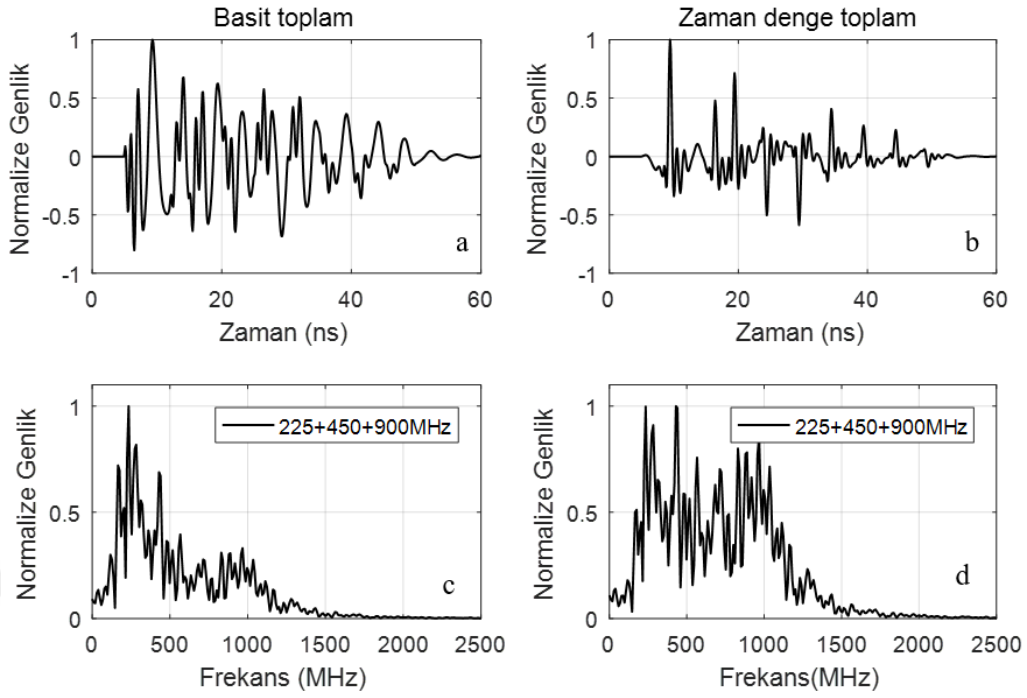 Basit toplam
Zaman denge toplam
Normalize Genlik
1
0.5
0
-0.5
-1
a
0
20
40
60
Zaman (ns)
Normalize Genlik
1
0.5
0
-0.5
-1
b
0
20
40
60
Zaman (ns)
Normalize Genlik
1
0.5
0
225+450+900MHz
c
0
500
1000
1500
2000
2500
Frekans (MHz)
Normalize Genlik
1
0.5
0
225+450+900MHz
d
0
500
1000
1500
2000
2500
Frekans(MHz)